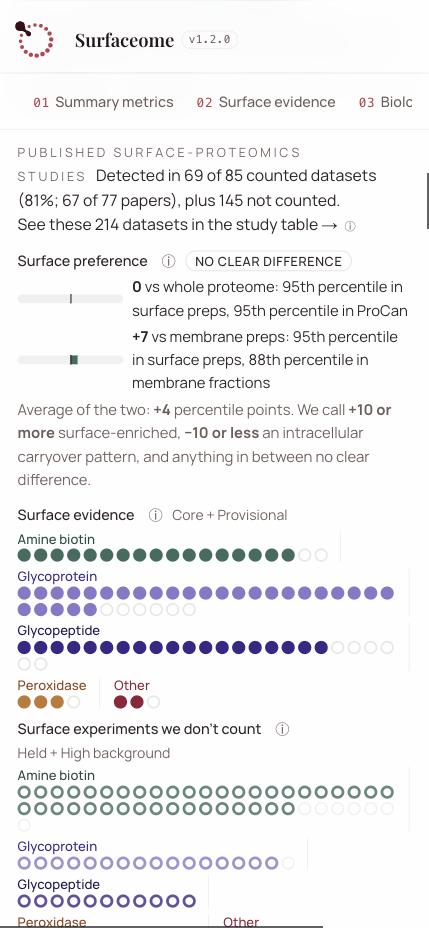 Surfaceome v1.2.0
01 Summary metrics 02 Surface evidence 03 Biolc
PUBLISHED SURFACE-PROTEOMICS
STUDIES Detected in 69 of 85 counted datasets
(81%; 67 of 77 papers), plus 145 not counted.
See these 214 datasets in the study table → ⓘ
Surface preference ⓘ NO CLEAR DIFFERENCE
0 vs whole proteome: 95th percentile in
surface preps, 95th percentile in ProCan
+7 vs membrane preps: 95th percentile
in surface preps, 88th percentile in
membrane fractions
Average of the two: +4 percentile points. We call +10 or
more surface-enriched, −10 or less an intracellular
carryover pattern, and anything in between no clear
difference.
Surface evidence ⓘ Core + Provisional
Amine biotin
Glycoprotein
Glycopeptide
Peroxidase Other
Surface experiments we don't count ⓘ
Held + High background
Amine biotin
Glycoprotein
Glycopeptide
Peroxidase Other